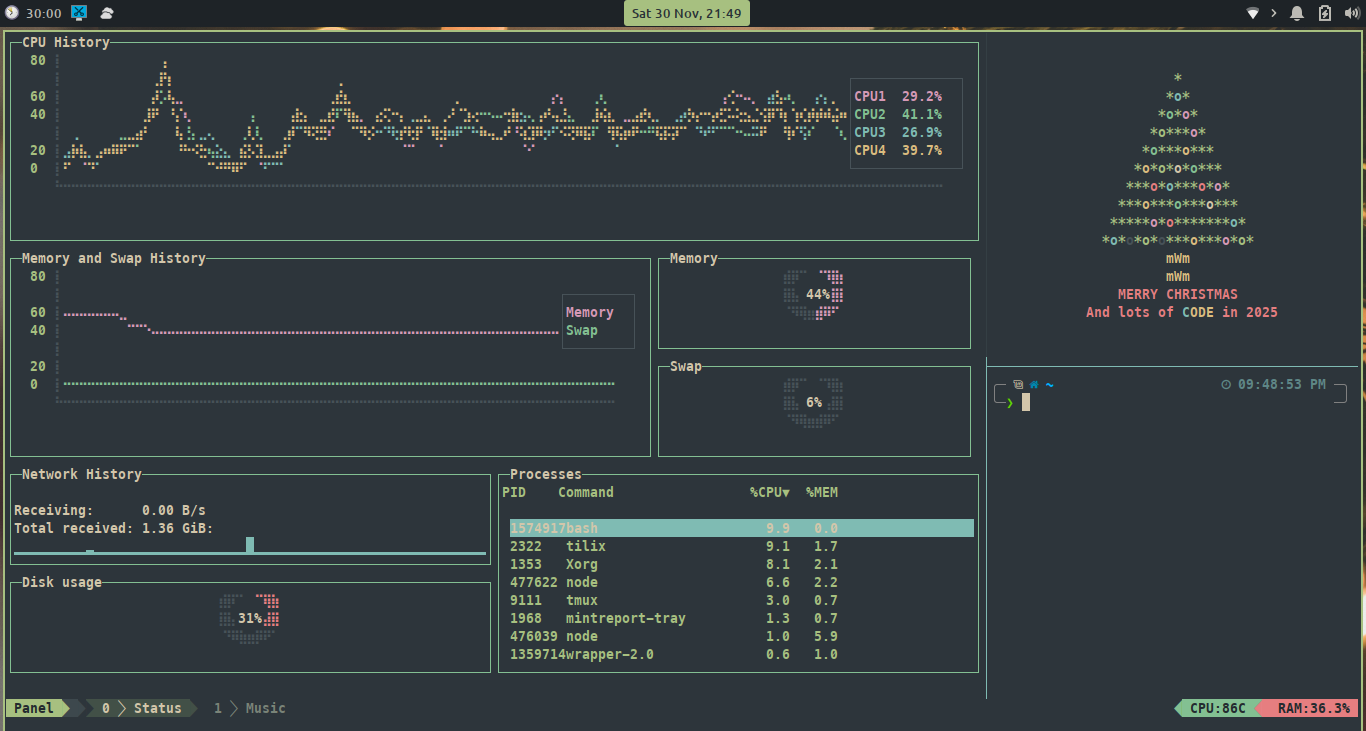 30:00 Sat 30 Nov, 21:49
CPU History
80
60
40
20
0
CPU1 29.2%
CPU2 41.1%
CPU3 26.9%
CPU4 39.7%
Memory and Swap History
80
60
40
20
0
Memory
Swap
Memory
44%
Swap
6%
Network History
Receiving: 0.00 B/s
Total received: 1.36 GiB:
Disk usage
31%
Processes
PID Command %CPU▼ %MEM
1574917bash 9.9 0.0
2322 tilix 9.1 1.7
1353 Xorg 8.1 2.1
477622 node 6.6 2.2
9111 tmux 3.0 0.7
1968 mintreport-tray 1.3 0.7
476039 node 1.0 5.9
1359714wrapper-2.0 0.6 1.0
*
*o*
*o*o*
*o***o*
*o***o***
*o*o*o*o***
***o*o***o*o*
***o***o***o***
*****o*o*******o*
*o*o*o*o***o***o*o*
mWm
mWm
MERRY CHRISTMAS
And lots of CODE in 2025
~ 09:48:53 PM
❯
Panel 0 Status 1 Music CPU:86C RAM:36.3%